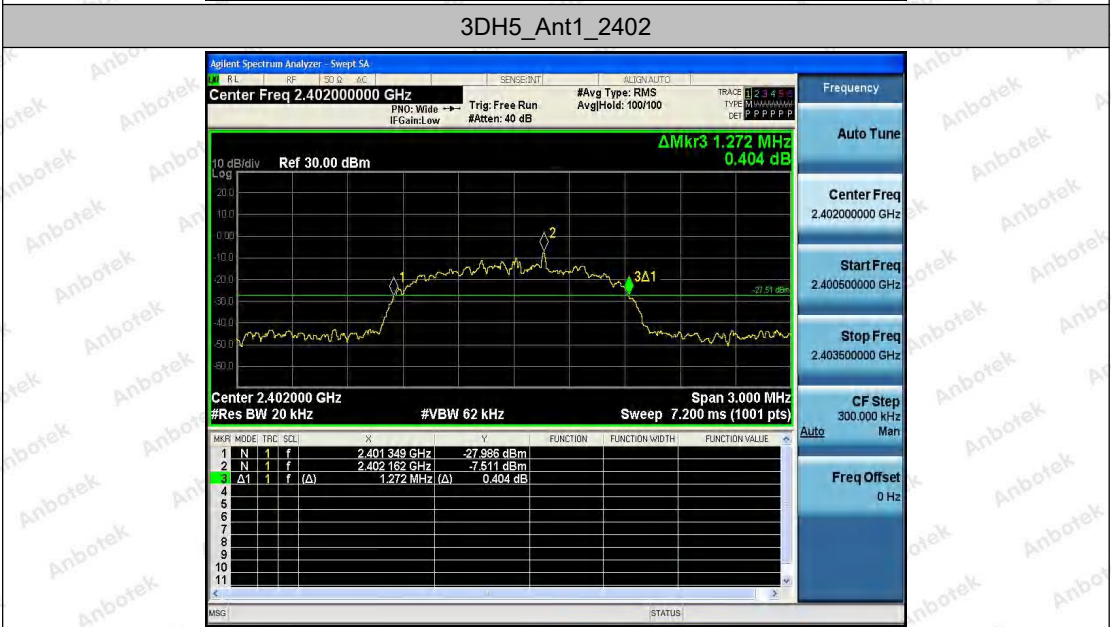 3DH5_Ant1_2402
Agilent Spectrum Analyzer - Swept SA
RL RF 50 Ω AC SENSE:INT ALIGNAUTO
Center Freq 2.402000000 GHz
PNO: Wide
IFGain:Low
Trig: Free Run
#Atten: 40 dB
#Avg Type: RMS
Avg|Hold: 100/100
TRACE 1 2 3 4 5 6
TYPE M
DET P P P P P P
ΔMkr3 1.272 MHz
0.404 dB
10 dB/div Ref 30.00 dBm
Log
20.0
10.0
0.00
-10.0
-20.0
-30.0
-40.0
-50.0
-60.0
1
2
3Δ1
-27.51 dBm
Center 2.402000 GHz Span 3.000 MHz
#Res BW 20 kHz #VBW 62 kHz Sweep 7.200 ms (1001 pts)
MKR MODE TRC SCL X Y FUNCTION FUNCTION WIDTH FUNCTION VALUE
1 N 1 f 2.401 349 GHz -27.986 dBm
2 N 1 f 2.402 162 GHz -7.511 dBm
3 Δ1 1 f (Δ) 1.272 MHz (Δ) 0.404 dB
4
5
6
7
8
9
10
11
MSG STATUS
Frequency
Auto Tune
Center Freq
2.402000000 GHz
Start Freq
2.400500000 GHz
Stop Freq
2.403500000 GHz
CF Step
300.000 kHz
Auto Man
Freq Offset
0 Hz
Anbotek